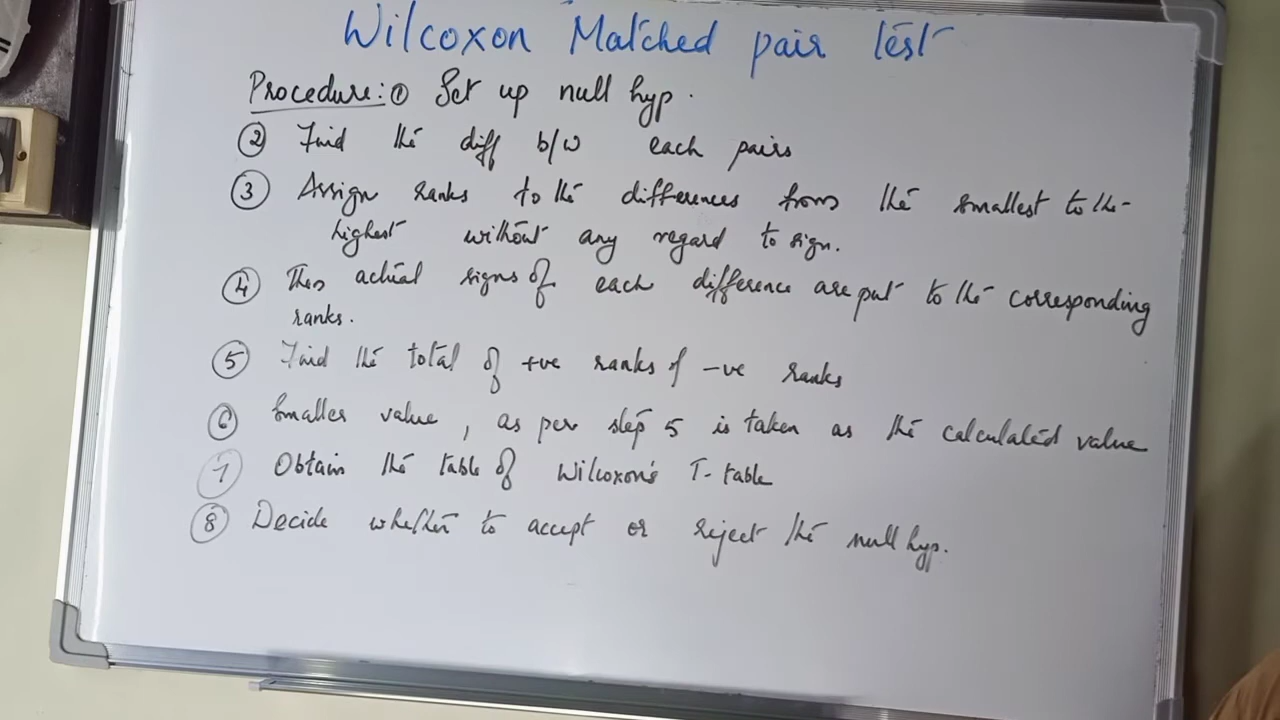 Wilcoxon Matched pair test
Procedure: ① Set up null hyp.
② Find the diff b/w each pairs
③ Assign ranks to the differences from the smallest to the
highest without any regard to sign.
④ Then actual signs of each difference are put to the corresponding
ranks.
⑤ Find the total of +ve ranks & -ve ranks
⑥ Smaller value, as per step 5 is taken as the calculated value
⑦ Obtain the table of Wilcoxon's T-table
⑧ Decide whether to accept or reject the null hyp.